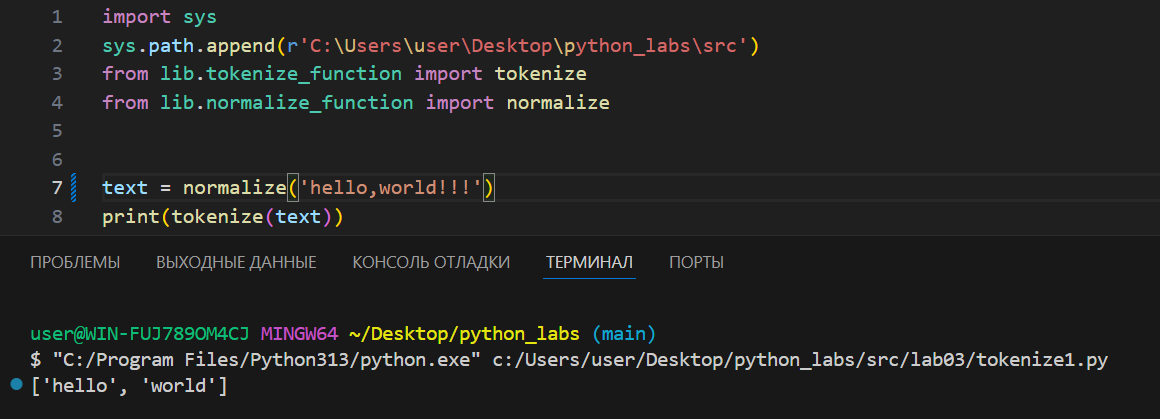 1 import sys
2 sys.path.append(r'C:\Users\user\Desktop\python_labs\src')
3 from lib.tokenize_function import tokenize
4 from lib.normalize_function import normalize
5
6
7 text = normalize('hello,world!!!')
8 print(tokenize(text))
ПРОБЛЕМЫ ВЫХОДНЫЕ ДАННЫЕ КОНСОЛЬ ОТЛАДКИ ТЕРМИНАЛ ПОРТЫ
user@WIN-FUJ789OM4CJ MINGW64 ~/Desktop/python_labs (main)
$ "C:/Program Files/Python313/python.exe" c:/Users/user/Desktop/python_labs/src/lab03/tokenize1.py
['hello', 'world']